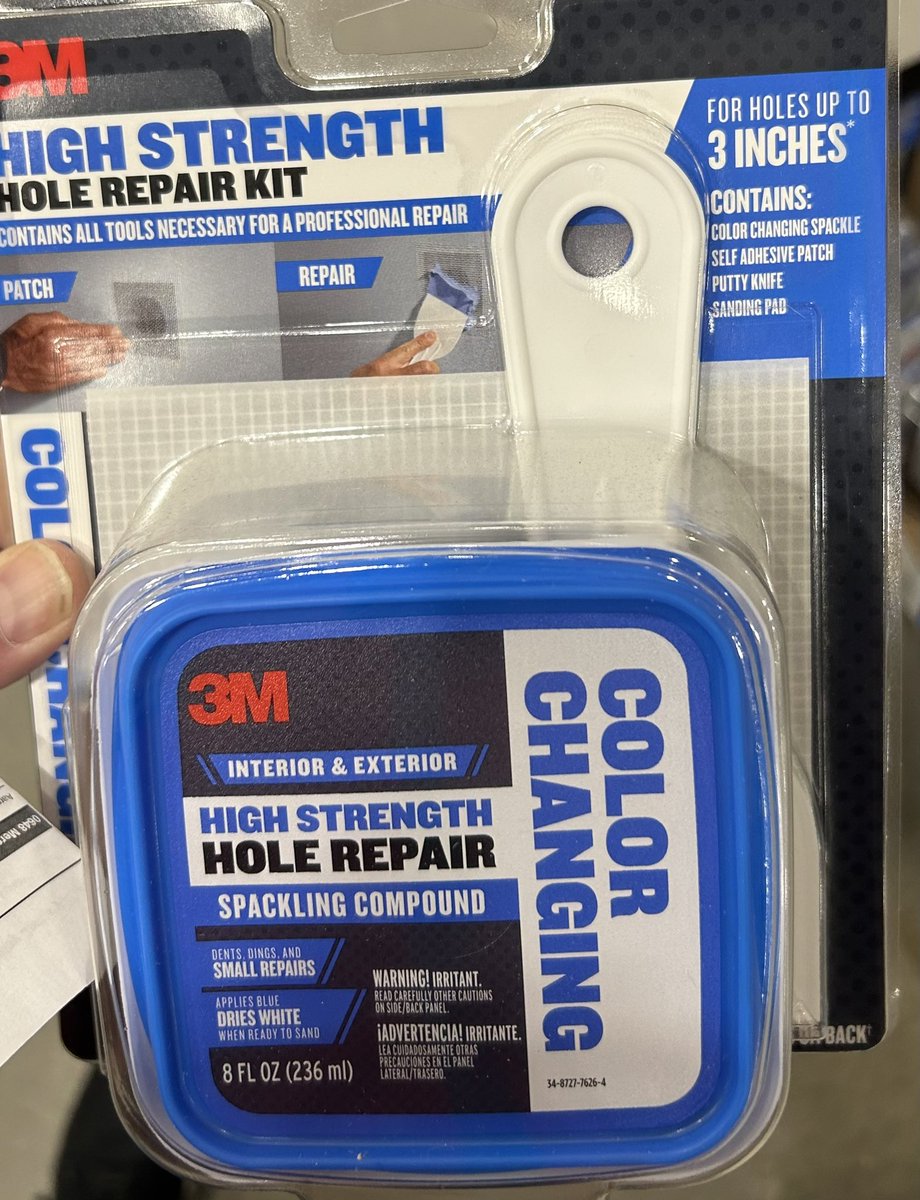 3M
HIGH STRENGTH
HOLE REPAIR KIT
CONTAINS ALL TOOLS NECESSARY FOR A PROFESSIONAL REPAIR
PATCH
REPAIR
FOR HOLES UP TO
3 INCHES*
CONTAINS:
COLOR CHANGING SPACKLE
SELF ADHESIVE PATCH
PUTTY KNIFE
SANDING PAD
3M
INTERIOR & EXTERIOR
HIGH STRENGTH
HOLE REPAIR
SPACKLING COMPOUND
DENTS, DINGS, AND
SMALL REPAIRS
APPLIES BLUE
DRIES WHITE
WHEN READY TO SAND
8 FL OZ (236 ml)
WARNING! IRRITANT.
READ CAREFULLY OTHER CAUTIONS
ON SIDE/BACK PANEL.
¡ADVERTENCIA! IRRITANTE.
LEA CUIDADOSAMENTE OTRAS
PRECAUCIONES EN EL PANEL
LATERAL/TRASERO.
COLOR
CHANGING
34-8727-7626-4
BACK†
0648